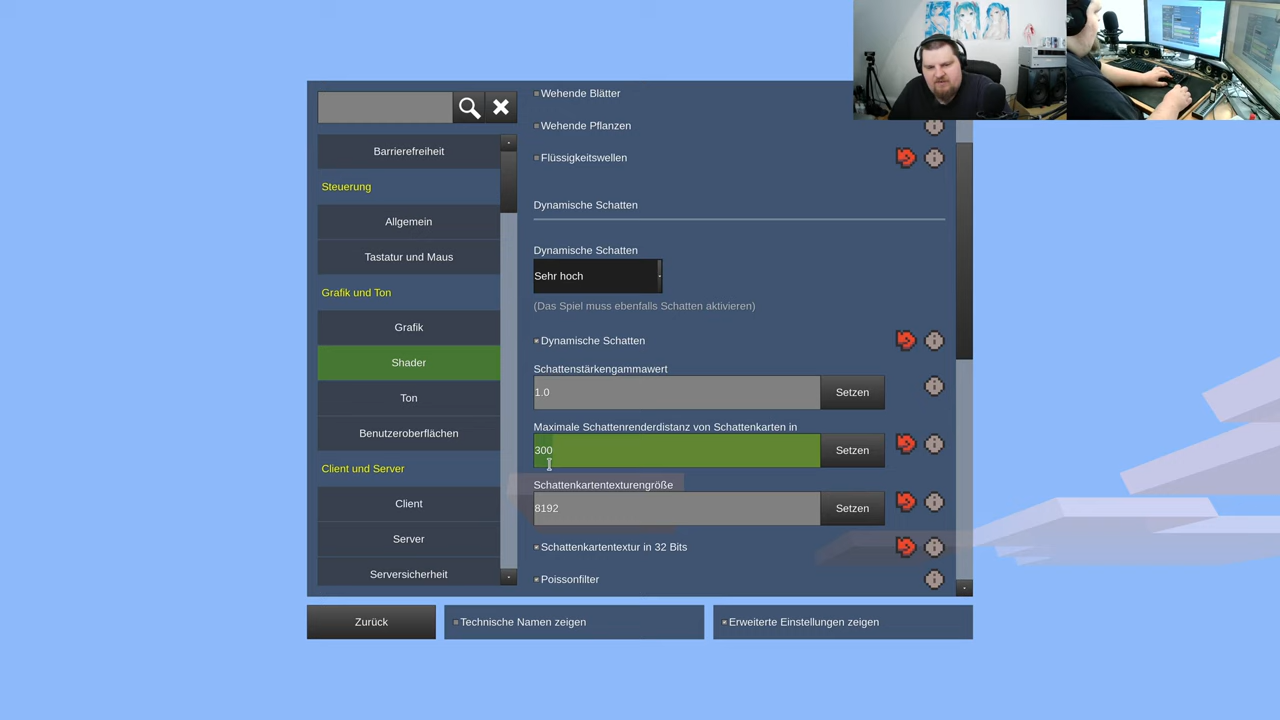 Barrierefreiheit
Steuerung
Allgemein
Tastatur und Maus
Grafik und Ton
Grafik
Shader
Ton
Benutzeroberflächen
Client und Server
Client
Server
Serversicherheit
Wehende Blätter
Wehende Pflanzen
Flüssigkeitswellen
Dynamische Schatten
Dynamische Schatten
Sehr hoch
(Das Spiel muss ebenfalls Schatten aktivieren)
Dynamische Schatten
Schattenstärkengammawert
1.0 Setzen
Maximale Schattenrenderdistanz von Schattenkarten in
300 Setzen
Schattenkartentexturengröße
8192 Setzen
Schattenkartentextur in 32 Bits
Poissonfilter
Zurück
Technische Namen zeigen
Erweiterte Einstellungen zeigen